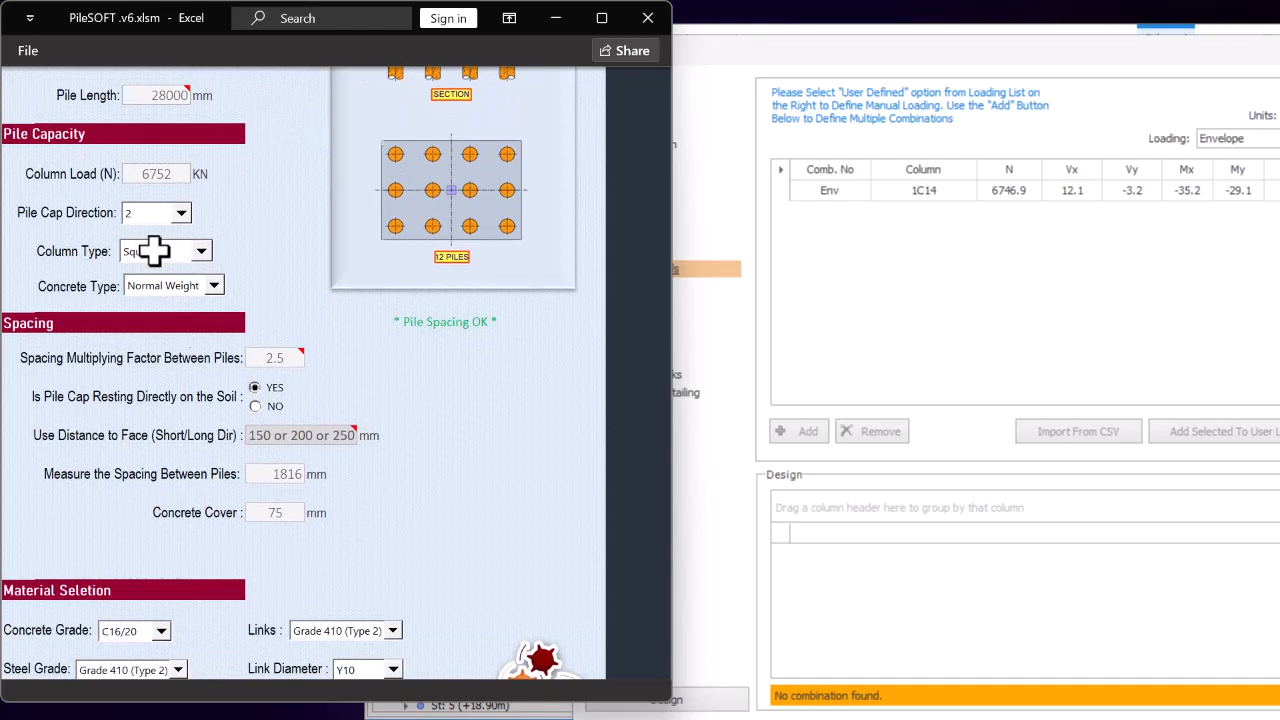 PileSOFT .v6.xlsm - Excel
Search
Sign in
File
Share
Pile Length: 28000 mm
SECTION
Pile Capacity
Column Load (N): 6752 KN
Pile Cap Direction: 2
Column Type:
Concrete Type: Normal Weight
12 PILES
Spacing
* Pile Spacing OK *
Spacing Multiplying Factor Between Piles: 2.5
Is Pile Cap Resting Directly on the Soil : YES
NO
Use Distance to Face (Short/Long Dir) : 150 or 200 or 250 mm
Measure the Spacing Between Piles: 1816 mm
Concrete Cover : 75 mm
Material Seletion
Concrete Grade: C16/20
Links : Grade 410 (Type 2)
Steel Grade: Grade 410 (Type 2)
Link Diameter : Y10
Please Select "User Defined" option from Loading List on
the Right to Define Manual Loading. Use the "Add" Button
Below to Define Multiple Combinations
Units:
Loading: Envelope
Comb. No Column N Vx Vy Mx My
Env 1C14 6746.9 12.1 -3.2 -35.2 -29.1
Add
Remove
Import From CSV
Add Selected To User L
Design
Drag a column header here to group by that column
No combination found.
St: 5 (+18.90m)